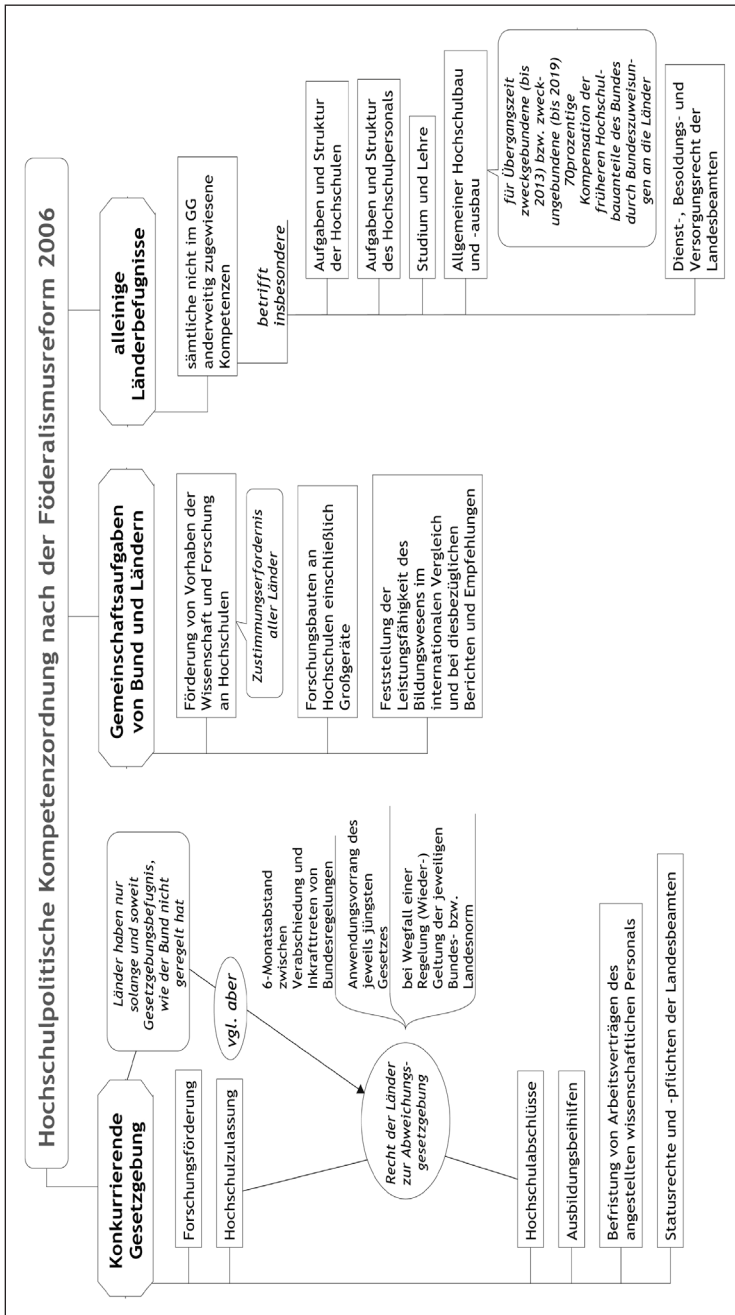 Hochschulpolitische Kompetenzordnung nach der Föderalismusreform 2006
Konkurrierende
Gesetzgebung
Länder haben nur
solange und soweit
Gesetzgebungsbefugnis,
wie der Bund nicht
geregelt hat
Forschungsförderung
Hochschulzulassung
vgl. aber
Recht der Länder
zur Abweichungs-
gesetzgebung
6-Monatsabstand
zwischen
Verabschiedung und
Inkrafttreten von
Bundesregelungen
Anwendungsvorrang des
jeweils jüngsten
Gesetzes
bei Wegfall einer
Regelung (Wieder-)
Geltung der jeweiligen
Bundes- bzw.
Landesnorm
Hochschulabschlüsse
Ausbildungsbeihilfen
Befristung von Arbeitsverträgen des
angestellten wissenschaftlichen Personals
Statusrechte und -pflichten der Landesbeamten
Gemeinschaftsaufgaben
von Bund und Ländern
Förderung von Vorhaben der
Wissenschaft und Forschung
an Hochschulen
Zustimmungserfordernis
aller Länder
Forschungsbauten an
Hochschulen einschließlich
Großgeräte
Feststellung der
Leistungsfähigkeit des
Bildungswesens im
internationalen Vergleich
und bei diesbezüglichen
Berichten und Empfehlungen
alleinige
Länderbefugnisse
sämtliche nicht im GG
anderweitig zugewiesene
Kompetenzen
betrifft
insbesondere
Aufgaben und Struktur
der Hochschulen
Aufgaben und Struktur
des Hochschulpersonals
Studium und Lehre
Allgemeiner Hochschulbau
und -ausbau
für Übergangszeit
zweckgebundene (bis
2013) bzw. zweck-
ungebundene (bis 2019)
70prozentige
Kompensation der
früheren Hochschul-
bauanteile des Bundes
durch Bundeszuweisun-
gen an die Länder
Dienst-, Besoldungs- und
Versorgungsrecht der
Landesbeamten